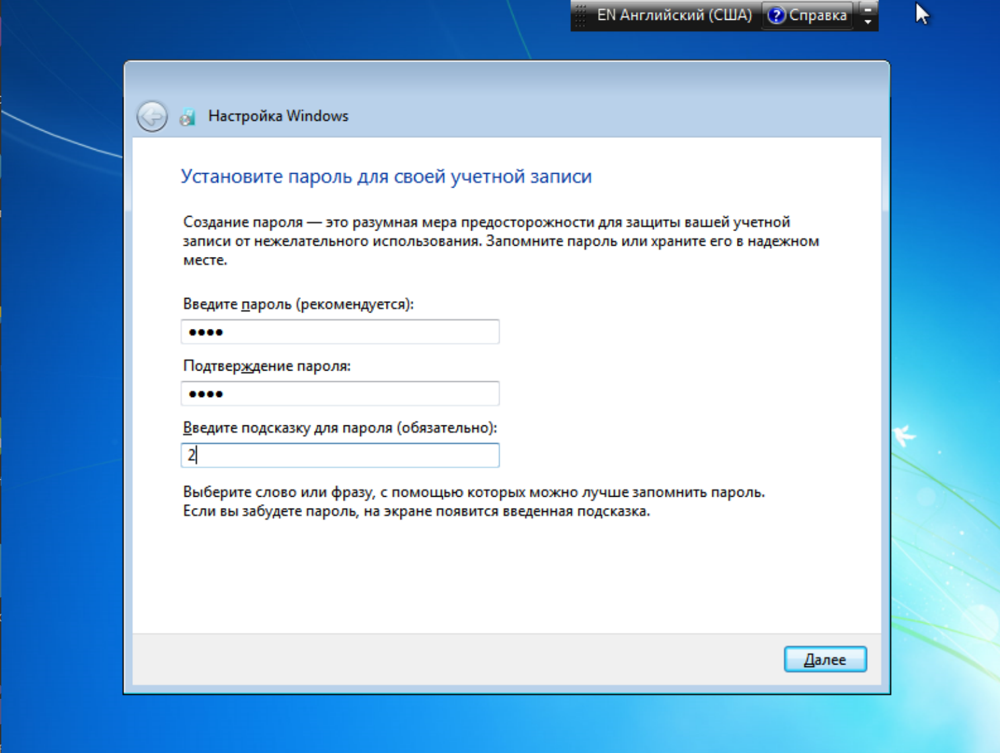 EN Английский (США) Справка
Настройка Windows
Установите пароль для своей учетной записи
Создание пароля — это разумная мера предосторожности для защиты вашей учетной
записи от нежелательного использования. Запомните пароль или храните его в надежном
месте.
Введите пароль (рекомендуется):
••••
Подтверждение пароля:
••••
Введите подсказку для пароля (обязательно):
2
Выберите слово или фразу, с помощью которых можно лучше запомнить пароль.
Если вы забудете пароль, на экране появится введенная подсказка.
Далее